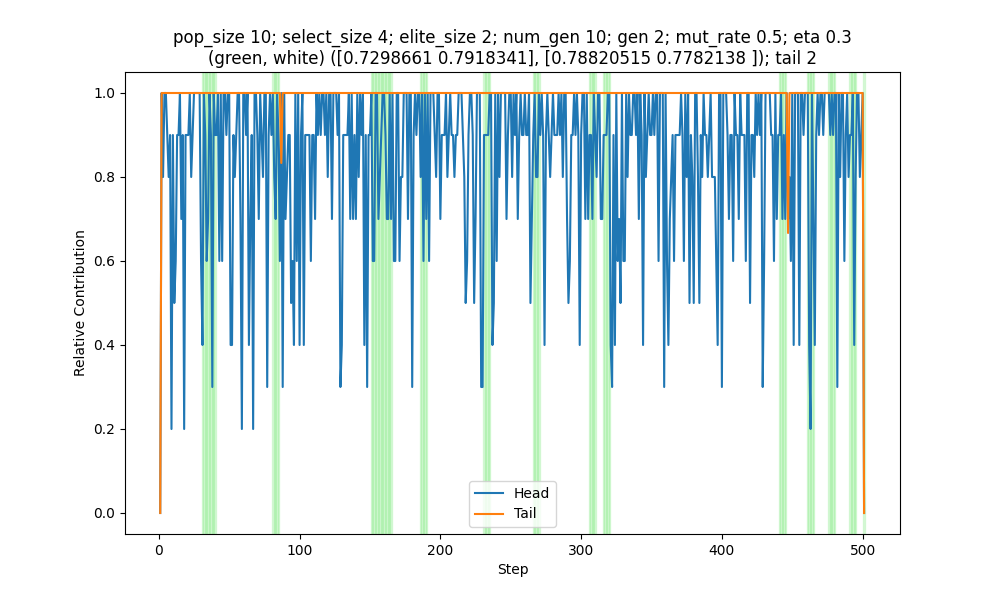 pop_size 10; select_size 4; elite_size 2; num_gen 10; gen 2; mut_rate 0.5; eta 0.3
(green, white) ([0.7298661 0.7918341], [0.78820515 0.7782138 ]); tail 2
1.0
0.8
0.6
0.4
0.2
0.0
Relative Contribution
Head
Tail
0
100
200
300
400
500
Step